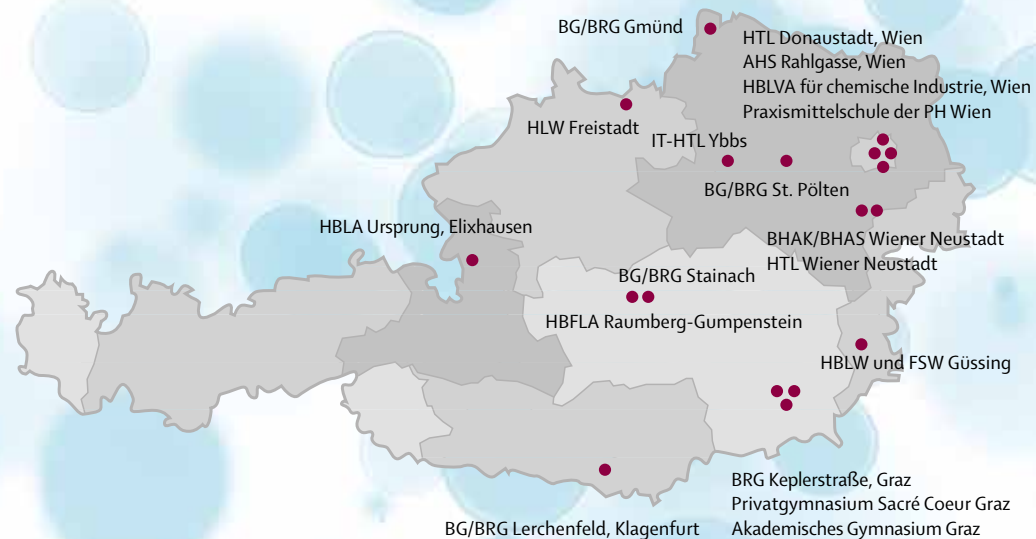 BG/BRG Gmünd
HTL Donaustadt, Wien
AHS Rahlgasse, Wien
HBLVA für chemische Industrie, Wien
Praxismittelschule der PH Wien
HLW Freistadt
IT-HTL Ybbs
BG/BRG St. Pölten
HBLA Ursprung, Elixhausen
BHAK/BHAS Wiener Neustadt
HTL Wiener Neustadt
BG/BRG Stainach
HBFLA Raumberg-Gumpenstein
HBLW und FSW Güssing
BRG Keplerstraße, Graz
Privatgymnasium Sacré Coeur Graz
Akademisches Gymnasium Graz
BG/BRG Lerchenfeld, Klagenfurt